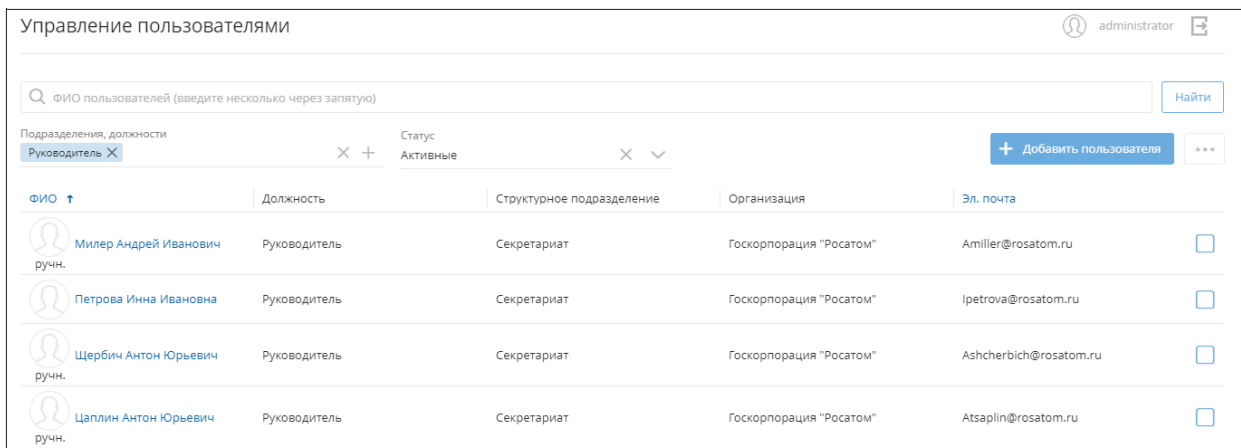 Управление пользователями administrator
ФИО пользователей (введите несколько через запятую) Найти
Подразделения, должности Статус
Руководитель Активные + Добавить пользователя
ФИО ↑ Должность Структурное подразделение Организация Эл. почта
Милер Андрей Иванович Руководитель Секретариат Госкорпорация "Росатом" Amiller@rosatom.ru
ручн.
Петрова Инна Ивановна Руководитель Секретариат Госкорпорация "Росатом" Ipetrova@rosatom.ru
Щербич Антон Юрьевич Руководитель Секретариат Госкорпорация "Росатом" Ashcherbich@rosatom.ru
ручн.
Цаплин Антон Юрьевич Руководитель Секретариат Госкорпорация "Росатом" Atsaplin@rosatom.ru
ручн.